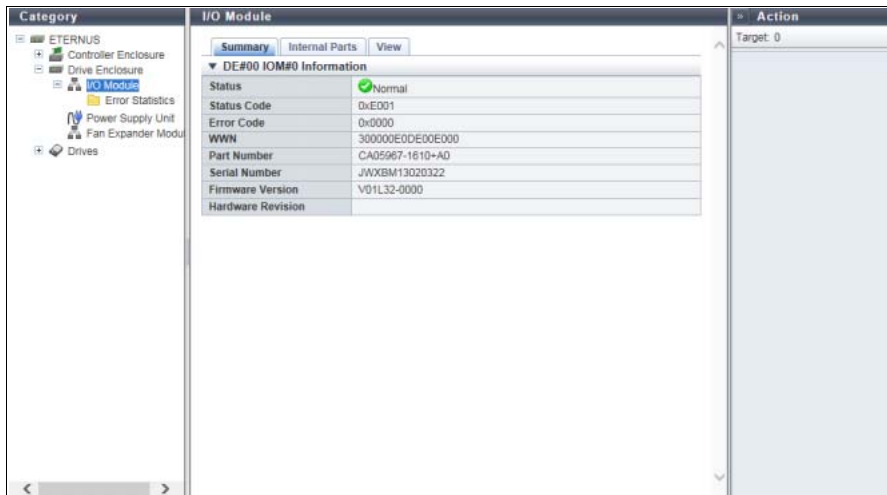 Category
ETERNUS
Controller Enclosure
Drive Enclosure
I/O Module
Error Statistics
Power Supply Unit
Fan Expander Modul
Drives
I/O Module
Summary Internal Parts View
▼ DE#00 IOM#0 Information
Status Normal
Status Code 0xE001
Error Code 0x0000
WWN 300000E0DE00E000
Part Number CA05967-1610+A0
Serial Number JWXBM13020322
Firmware Version V01L32-0000
Hardware Revision
» Action
Target: 0